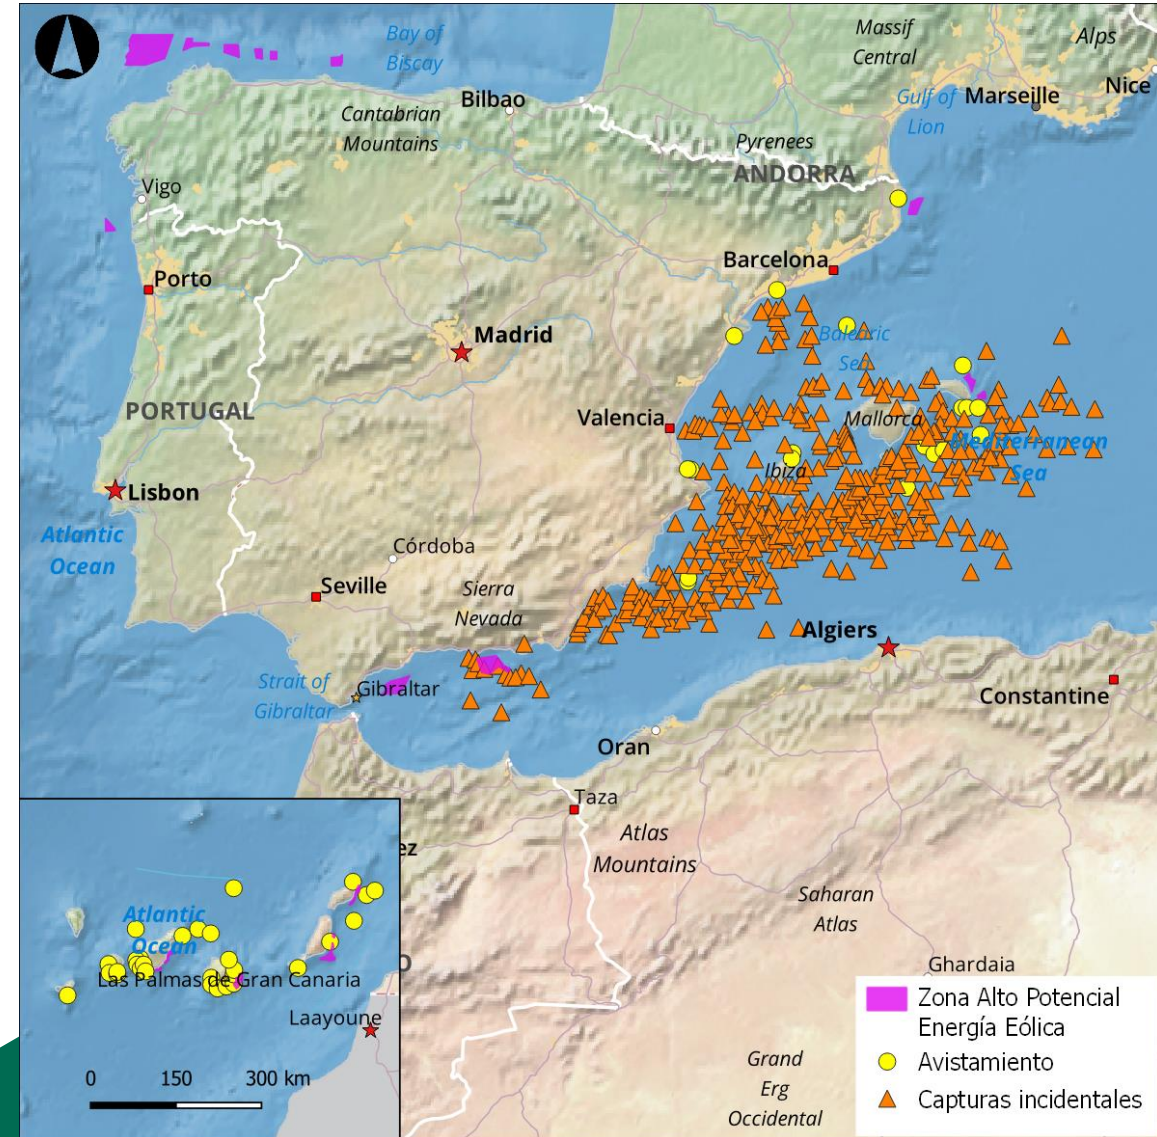 Bay of
Biscay
Massif
Central
Alps
Nice
Gulf of
Lion
Marseille
Bilbao
Cantabrian
Mountains
Pyrenees
ANDORRA
Vigo
Barcelona
Porto
Madrid
Balearic
Sea
PORTUGAL
Valencia
Mallorca
Mediterranean
Sea
Ibiza
Lisbon
Atlantic
Ocean
Córdoba
Seville
Sierra
Nevada
Algiers
Strait of
Gibraltar
Gibraltar
Constantine
Oran
Taza
ez
Atlas
Mountains
Saharan
Atlas
Atlantic
Ocean
O
Las Palmas de Gran Canaria
Ghardaia
Laayoune
0 150 300 km
Grand
Erg
Occidental
Zona Alto Potencial
Energía Eólica
Avistamiento
Capturas incidentales